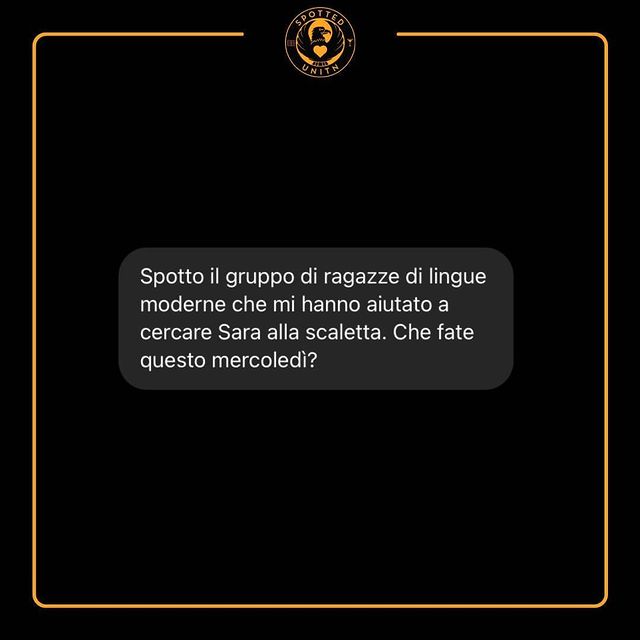 SPOTTED
UNITN
Spotto il gruppo di ragazze di lingue
moderne che mi hanno aiutato a
cercare Sara alla scaletta. Che fate
questo mercoledì?